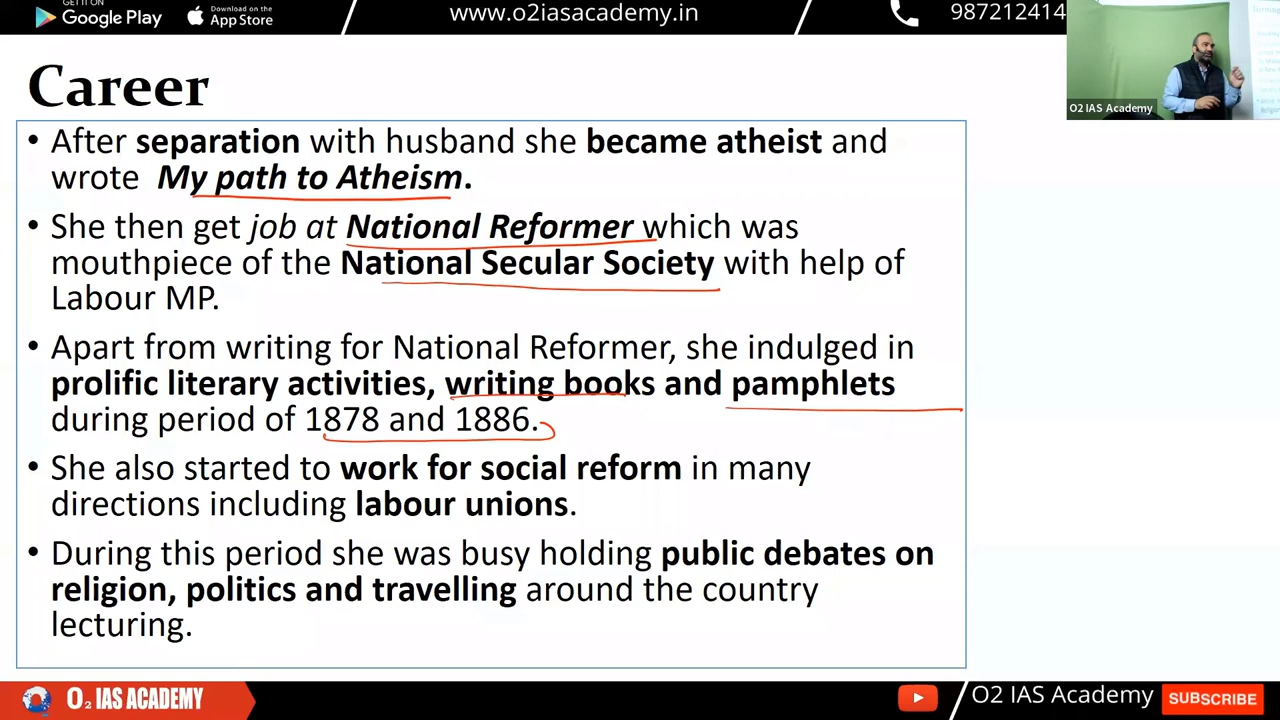 GET IT ON
Google Play
Download on the
App Store
www.o2iasacademy.in
987212414
O2 IAS Academy
Career
• After separation with husband she became atheist and
wrote My path to Atheism.
• She then get job at National Reformer which was
mouthpiece of the National Secular Society with help of
Labour MP.
• Apart from writing for National Reformer, she indulged in
prolific literary activities, writing books and pamphlets
during period of 1878 and 1886.
• She also started to work for social reform in many
directions including labour unions.
• During this period she was busy holding public debates on
religion, politics and travelling around the country
lecturing.
O₂ IAS ACADEMY
O2 IAS Academy
SUBSCRIBE